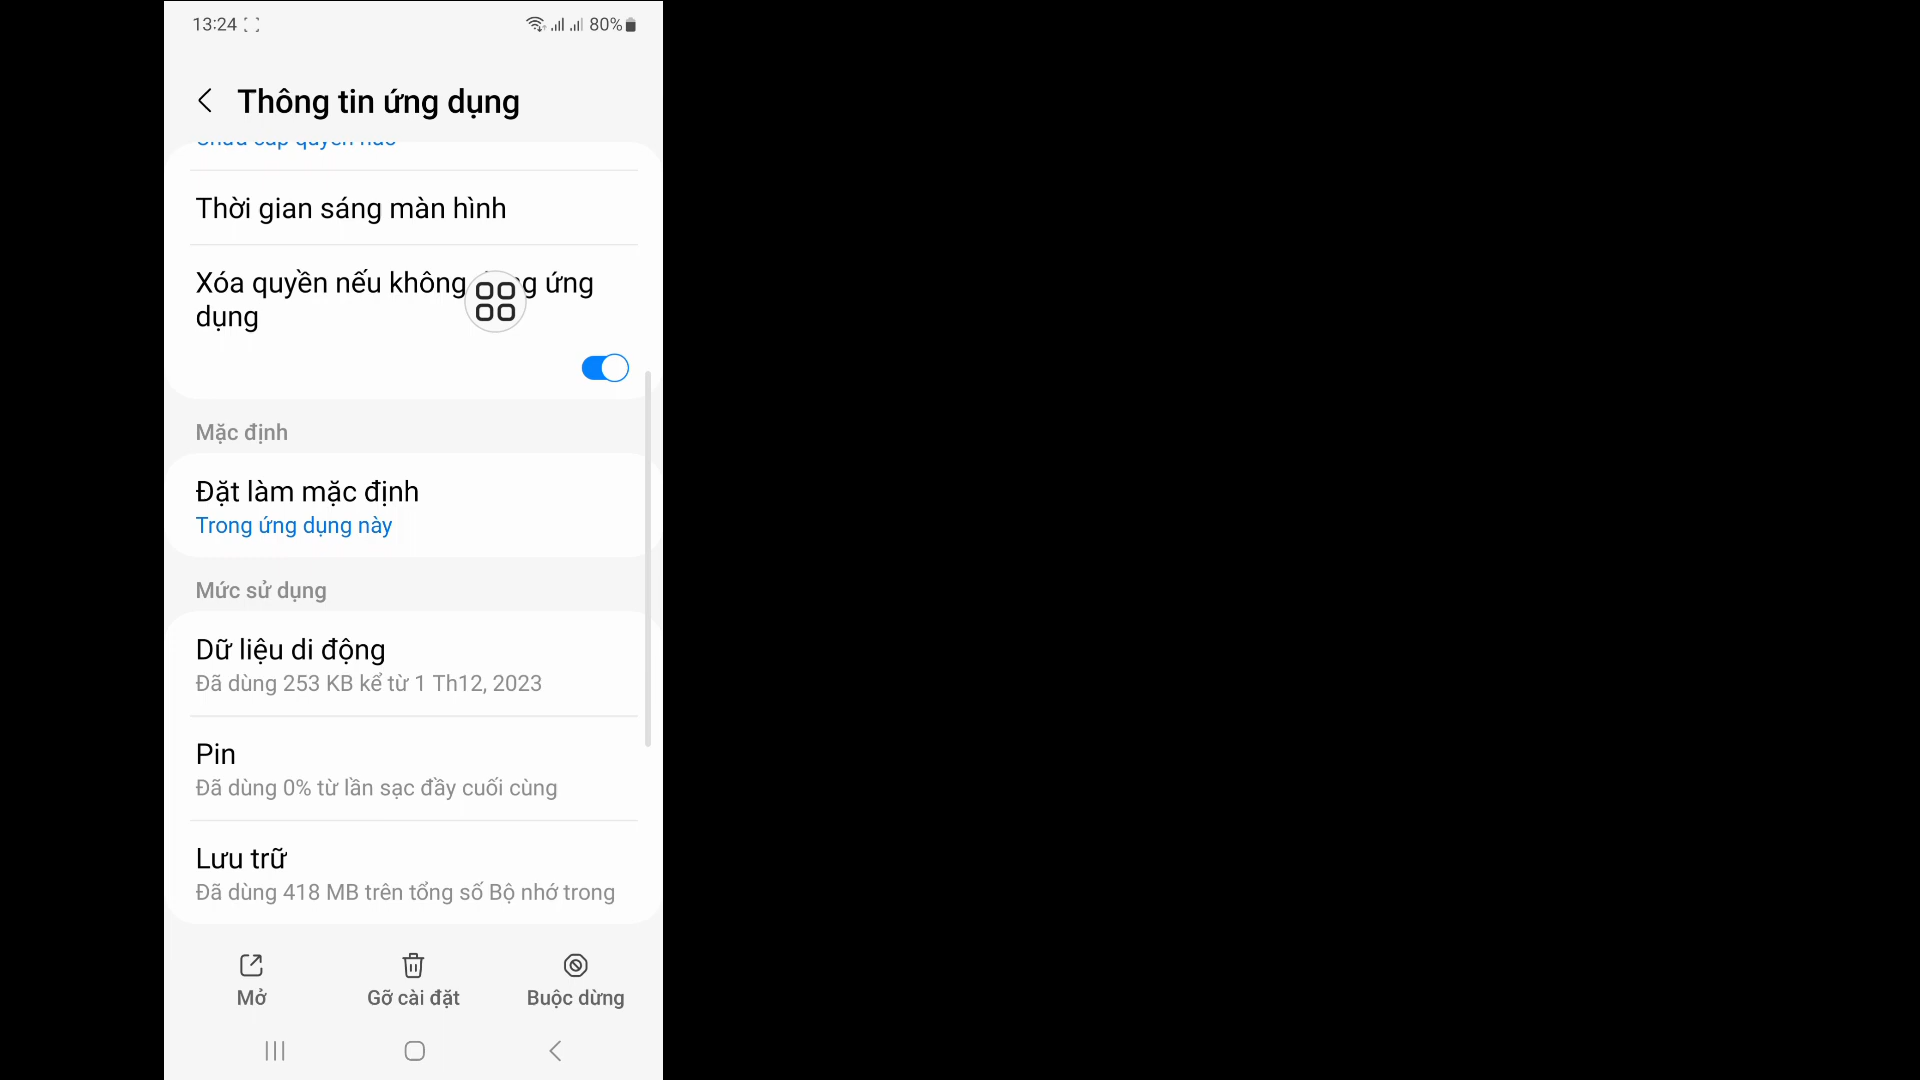 13:24
80%
Thông tin ứng dụng
Chưa cấp quyền nào
Thời gian sáng màn hình
Xóa quyền nếu không ứng
dụng
Mặc định
Đặt làm mặc định
Trong ứng dụng này
Mức sử dụng
Dữ liệu di động
Đã dùng 253 KB kể từ 1 Th12, 2023
Pin
Đã dùng 0% từ lần sạc đầy cuối cùng
Lưu trữ
Đã dùng 418 MB trên tổng số Bộ nhớ trong
Mở
Gỡ cài đặt
Buộc dừng